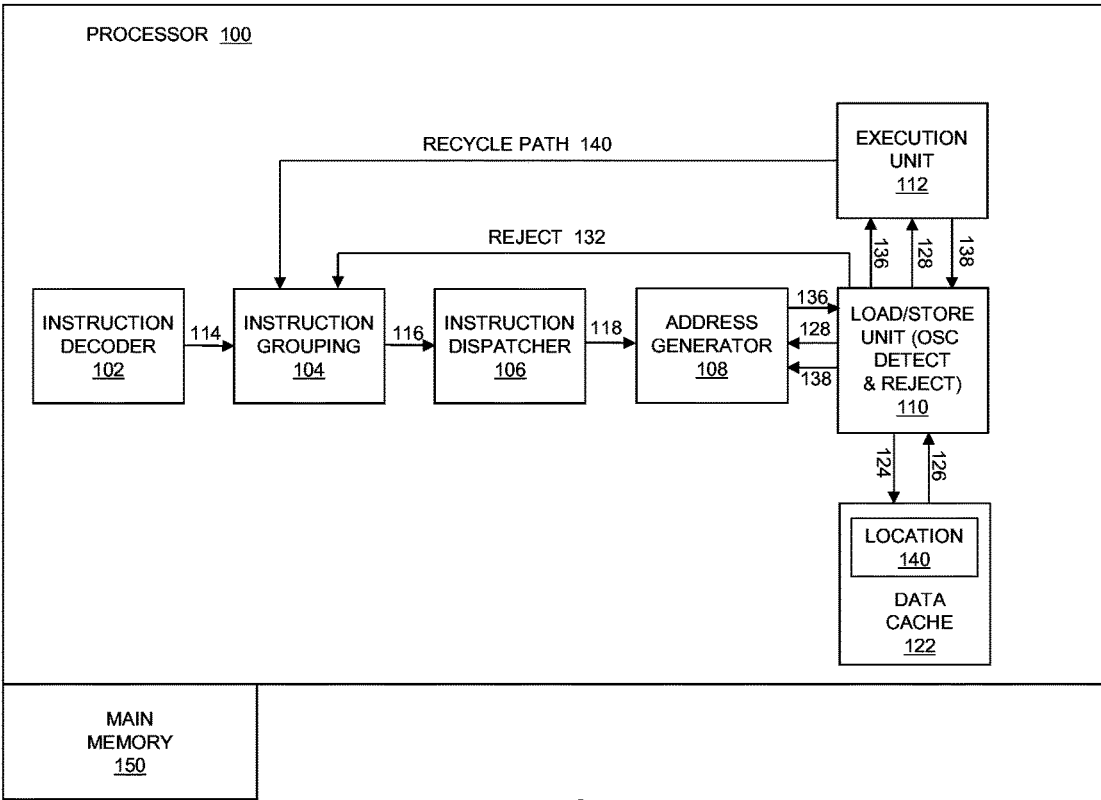 PROCESSOR 100
RECYCLE PATH 140
EXECUTION
UNIT
112
REJECT 132
136
128
138
INSTRUCTION
DECODER
102
114
INSTRUCTION
GROUPING
104
116
INSTRUCTION
DISPATCHER
106
118
ADDRESS
GENERATOR
108
136
128
138
LOAD/STORE
UNIT (OSC
DETECT
& REJECT)
110
124
126
LOCATION
140
DATA
CACHE
122
MAIN
MEMORY
150